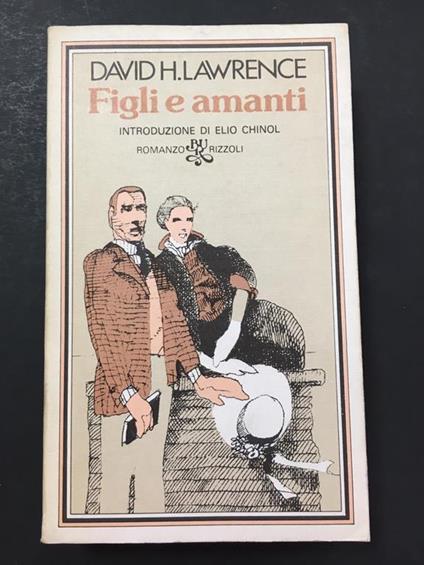 DAVID H. LAWRENCE
Figli e amanti
INTRODUZIONE DI ELIO CHINOL
ROMANZO BUR RIZZOLI